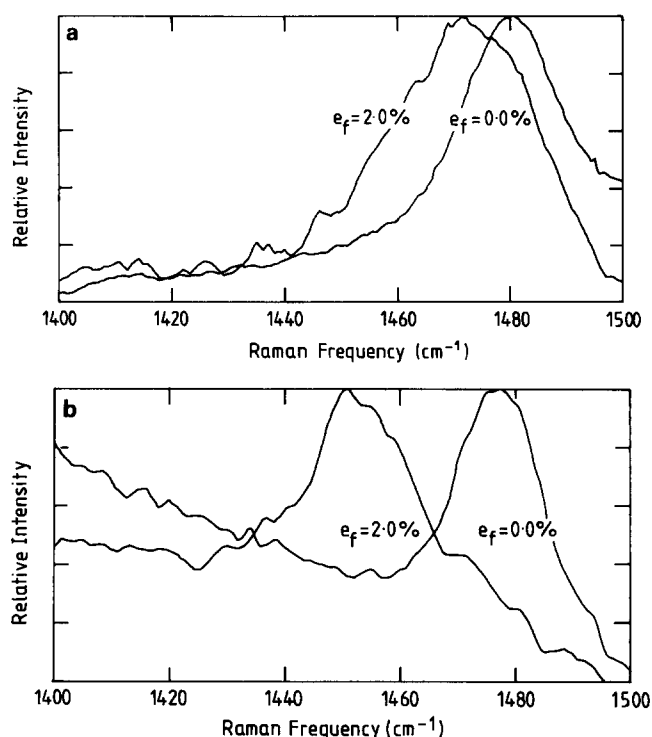 a
Relative Intensity
e_f=2.0%
e_f=0.0%
1400 1420 1440 1460 1480 1500
Raman Frequency (cm⁻¹)
b
Relative Intensity
e_f=2.0%
e_f=0.0%
1400 1420 1440 1460 1480 1500
Raman Frequency (cm⁻¹)